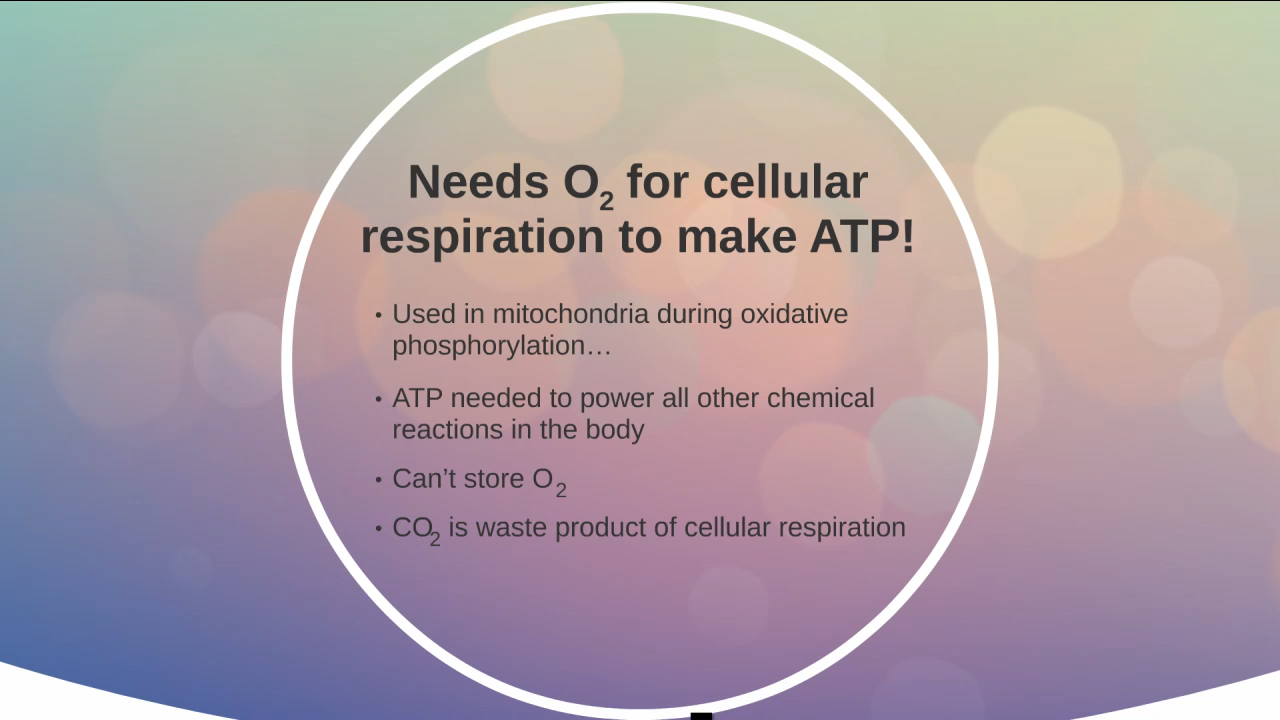 Needs O₂ for cellular
respiration to make ATP!
• Used in mitochondria during oxidative
phosphorylation…
• ATP needed to power all other chemical
reactions in the body
• Can’t store O₂
• CO₂ is waste product of cellular respiration